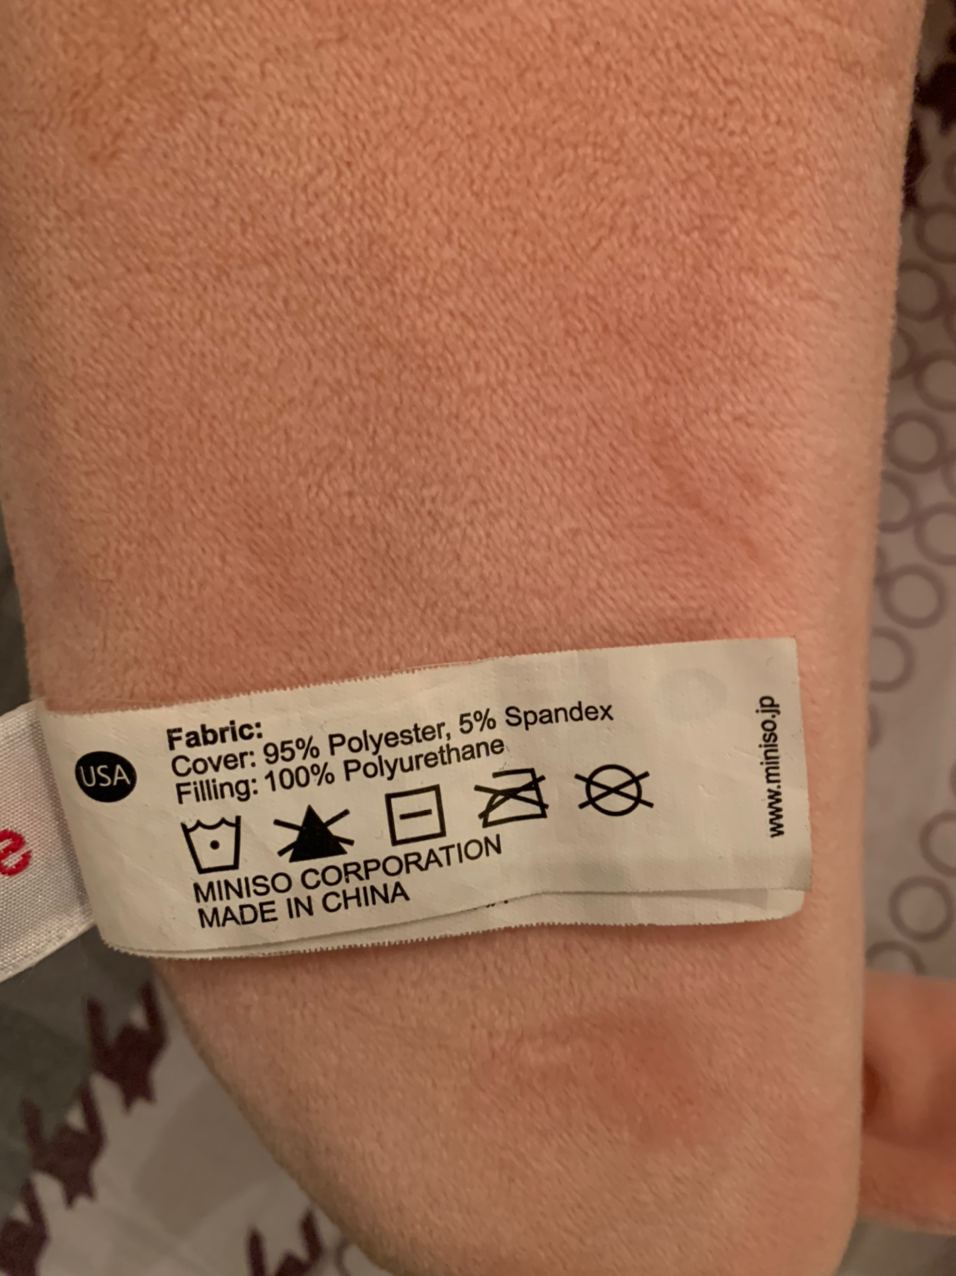 USA
Fabric:
Cover: 95% Polyester, 5% Spandex
Filling: 100% Polyurethane
MINISO CORPORATION
MADE IN CHINA
www.miniso.jp
e